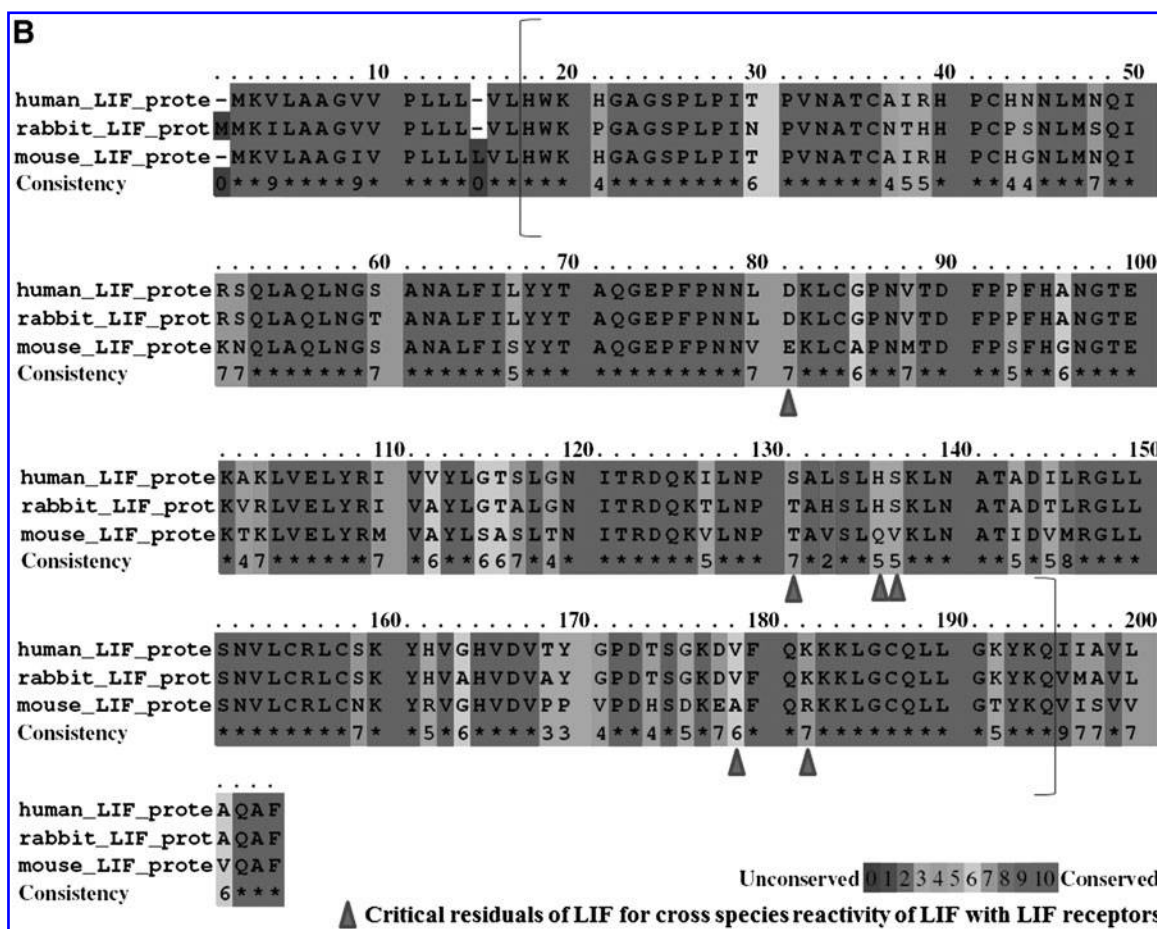 B
. . . . . . . . . 10 . . . . . . . . . 20 . . . . . . . . . 30 . . . . . . . . . 40 . . . . . . . . . 50
human_LIF_prote -MKVLAAGVV PLLLL-VLHWK HGAGSPLPIT PVNATCAIRH PCHNNLMNQI
rabbit_LIF_prot MMKILAAGVV PLLLL-VLHWK PGAGSPLPIN PVNATCNTHH PCPSNLMSQI
mouse_LIF_prote -MKVLAAGIV PLLLLLVLHWK HGAGSPLPIT PVNATCAIRH PCHGNLMNQI
Consistency 0**9****9* ****0***** 4********6 ******455* ***44**7**
. . . . . . . . . 60 . . . . . . . . . 70 . . . . . . . . . 80 . . . . . . . . . 90 . . . . . . . . . 100
human_LIF_prote RSQLAQLNGS ANALFILYYT AQGEPFPNNL DKLCGPNVTD FPPFHANGTE
rabbit_LIF_prot RSQLAQLNGT ANALFILYYT AQGEPFPNNL DKLCGPNVTD FPPFHANGTE
mouse_LIF_prote KNQLAQLNGS ANALFISYYT AQGEPFPNNV EKLCAPNMTD FPSFHGNGTE
Consistency 77*******7 ******5*** *********7 7***6**7** **5**6****
. . . . . . . . . 110 . . . . . . . . . 120 . . . . . . . . . 130 . . . . . . . . . 140 . . . . . . . . . 150
human_LIF_prote KAKLVELYRI VVYLGTSLGN ITRDQKILNP SALSLHSKLN ATADILRGLL
rabbit_LIF_prot KVRLVELYRI VAYLGTALGN ITRDQKTLNP TAHSLHSKLN ATADTLRGLL
mouse_LIF_prote KTKLVELYRM VAYLSASLTN ITRDQKVLNP TAVSLQVKLN ATIDVMRGLL
Consistency *47******7 *6**667*4* ******5*** 7*2**55*** **5*58****
. . . . . . . . . 160 . . . . . . . . . 170 . . . . . . . . . 180 . . . . . . . . . 190 . . . . . . . . . 200
human_LIF_prote SNVLCRLCSK YHVGHVDVTY GPDTSGKDVF QKKKLGCQLL GKYKQIIAVL
rabbit_LIF_prot SNVLCRLCSK YHVAHVDVAY GPDTSGKDVF QKKKLGCQLL GKYKQVMAVL
mouse_LIF_prote SNVLCRLCNK YRVGHVDVPP VPDHSDKEAF QRKKLGCQLL GTYKQVISVV
Consistency ********7* *5*6****33 4**4*5*76* *7******** *5***977*7
. . . .
human_LIF_prote AQAF
rabbit_LIF_prot AQAF
mouse_LIF_prote VQAF
Consistency 6***
Unconserved 0 1 2 3 4 5 6 7 8 9 10 Conserved
Critical residuals of LIF for cross species reactivity of LIF with LIF receptors